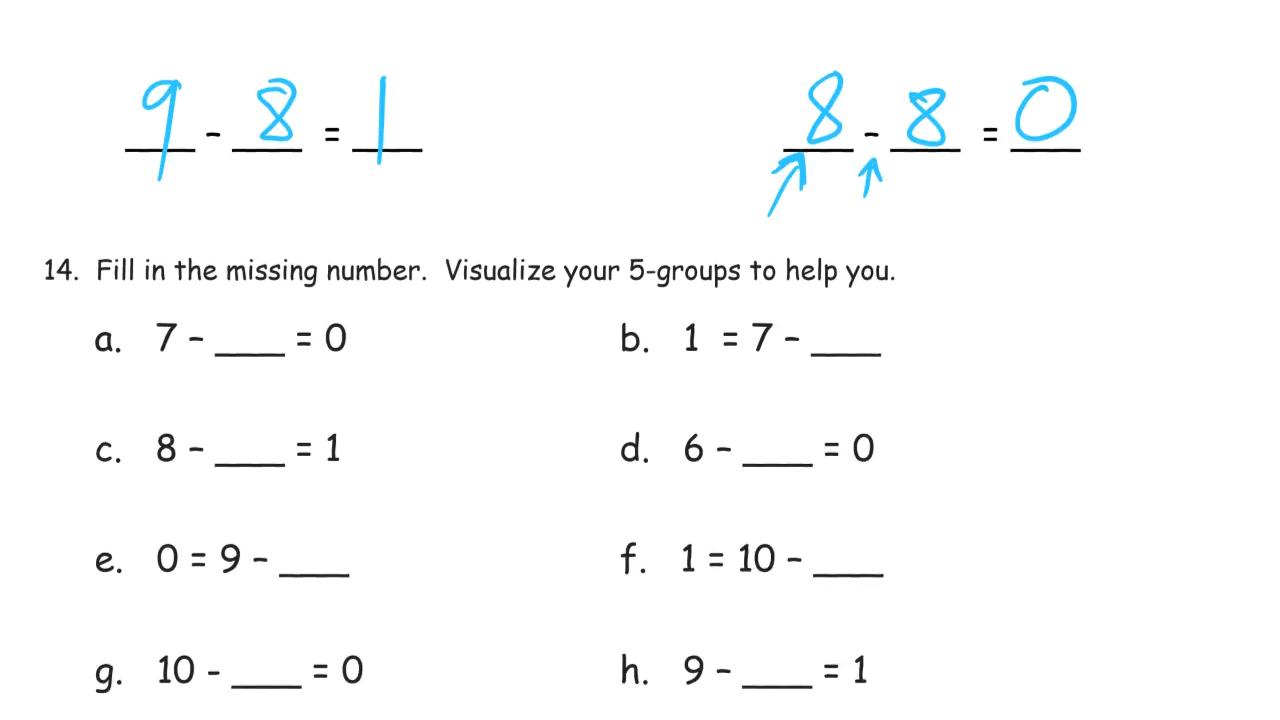 9 - 8 = 1 8 - 8 = 0
14. Fill in the missing number. Visualize your 5-groups to help you.
a. 7 - ____ = 0 b. 1 = 7 - ____
c. 8 - ____ = 1 d. 6 - ____ = 0
e. 0 = 9 - ____ f. 1 = 10 - ____
g. 10 - ____ = 0 h. 9 - ____ = 1